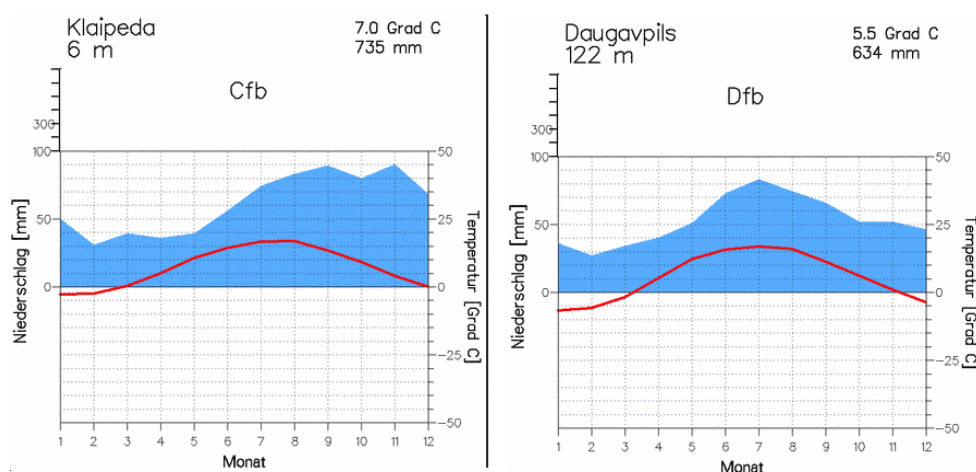 Klaipeda
6 m
7.0 Grad C
735 mm
Cfb
300
100
50
0
Niederschlag [mm]
50
25
0
-25
-50
Temperatur [Grad C]
1 2 3 4 5 6 7 8 9 10 11 12
Monat
Daugavpils
122 m
5.5 Grad C
634 mm
Dfb
300
100
50
0
Niederschlag [mm]
50
25
0
-25
-50
Temperatur [Grad C]
1 2 3 4 5 6 7 8 9 10 11 12
Monat